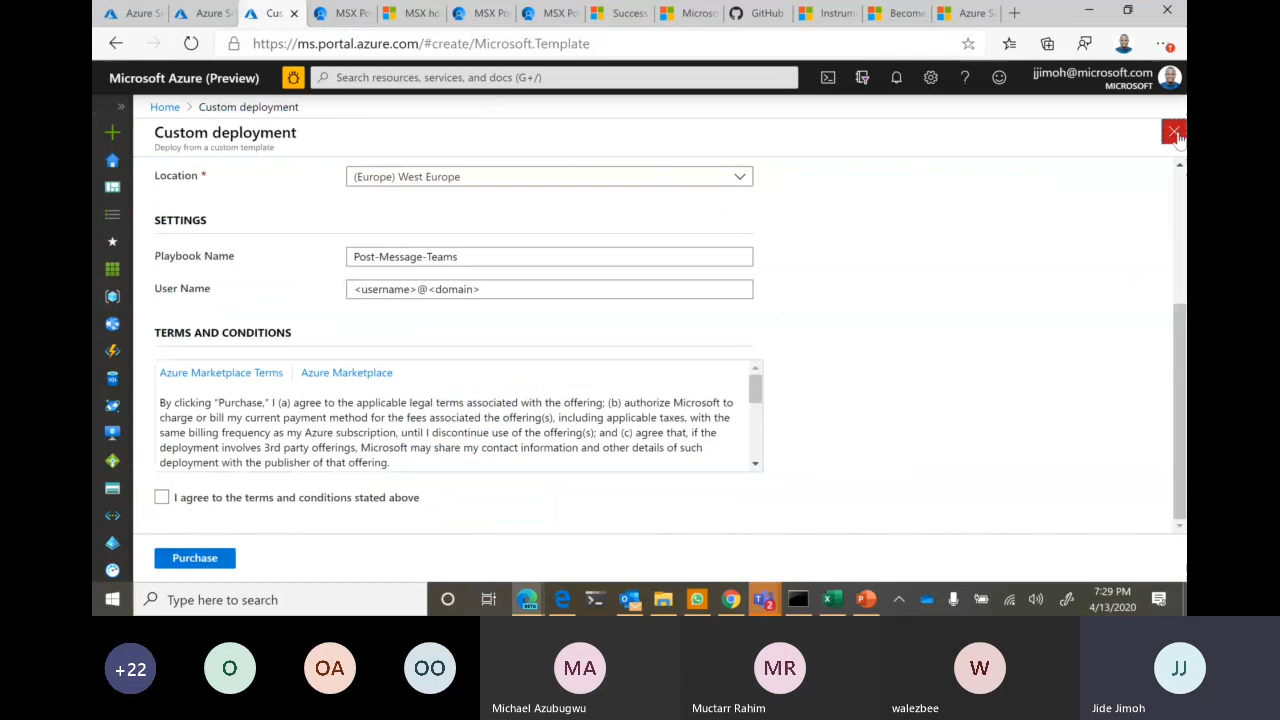 Azure S
Azure S
Cus
MSX P
MSX h
MSX P
MSX P
Success
Micros
GitHub
Instrum
Become
Azure S
https://ms.portal.azure.com/#create/Microsoft.Template
Microsoft Azure (Preview)
Search resources, services, and docs (G+/)
jjimoh@microsoft.com
MICROSOFT
Home > Custom deployment
Custom deployment
Deploy from a custom template
Location *
(Europe) West Europe
SETTINGS
Playbook Name
Post-Message-Teams
User Name
<username>@<domain>
TERMS AND CONDITIONS
Azure Marketplace Terms
Azure Marketplace
By clicking “Purchase,” I (a) agree to the applicable legal terms associated with the offering; (b) authorize Microsoft to
charge or bill my current payment method for the fees associated the offering(s), including applicable taxes, with the
same billing frequency as my Azure subscription, until I discontinue use of the offering(s); and (c) agree that, if the
deployment involves 3rd party offerings, Microsoft may share my contact information and other details of such
deployment with the publisher of that offering.
I agree to the terms and conditions stated above
Purchase
Type here to search
BETA
2
7:29 PM
4/13/2020
+22
O
OA
OO
MA
MR
W
JJ
Michael Azubugwu
Muctarr Rahim
walezbee
Jide Jimoh